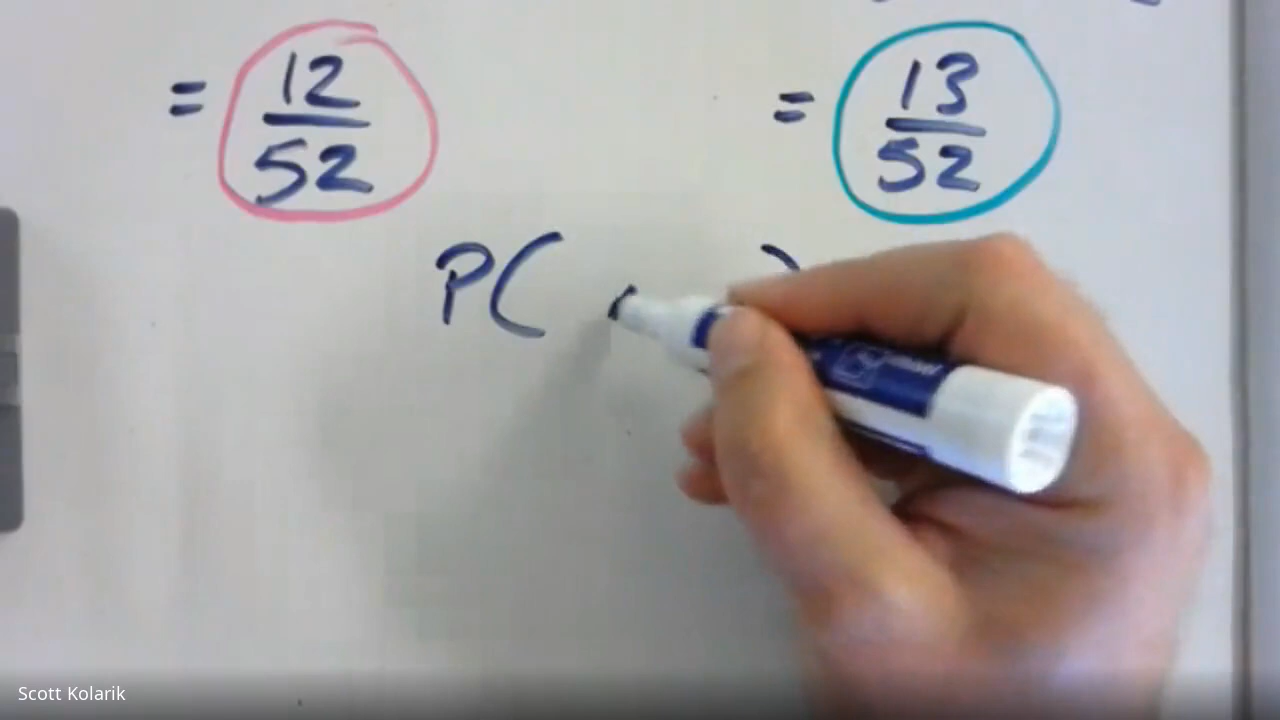 = 12/52 = 13/52
P( )
Scott Kolarik